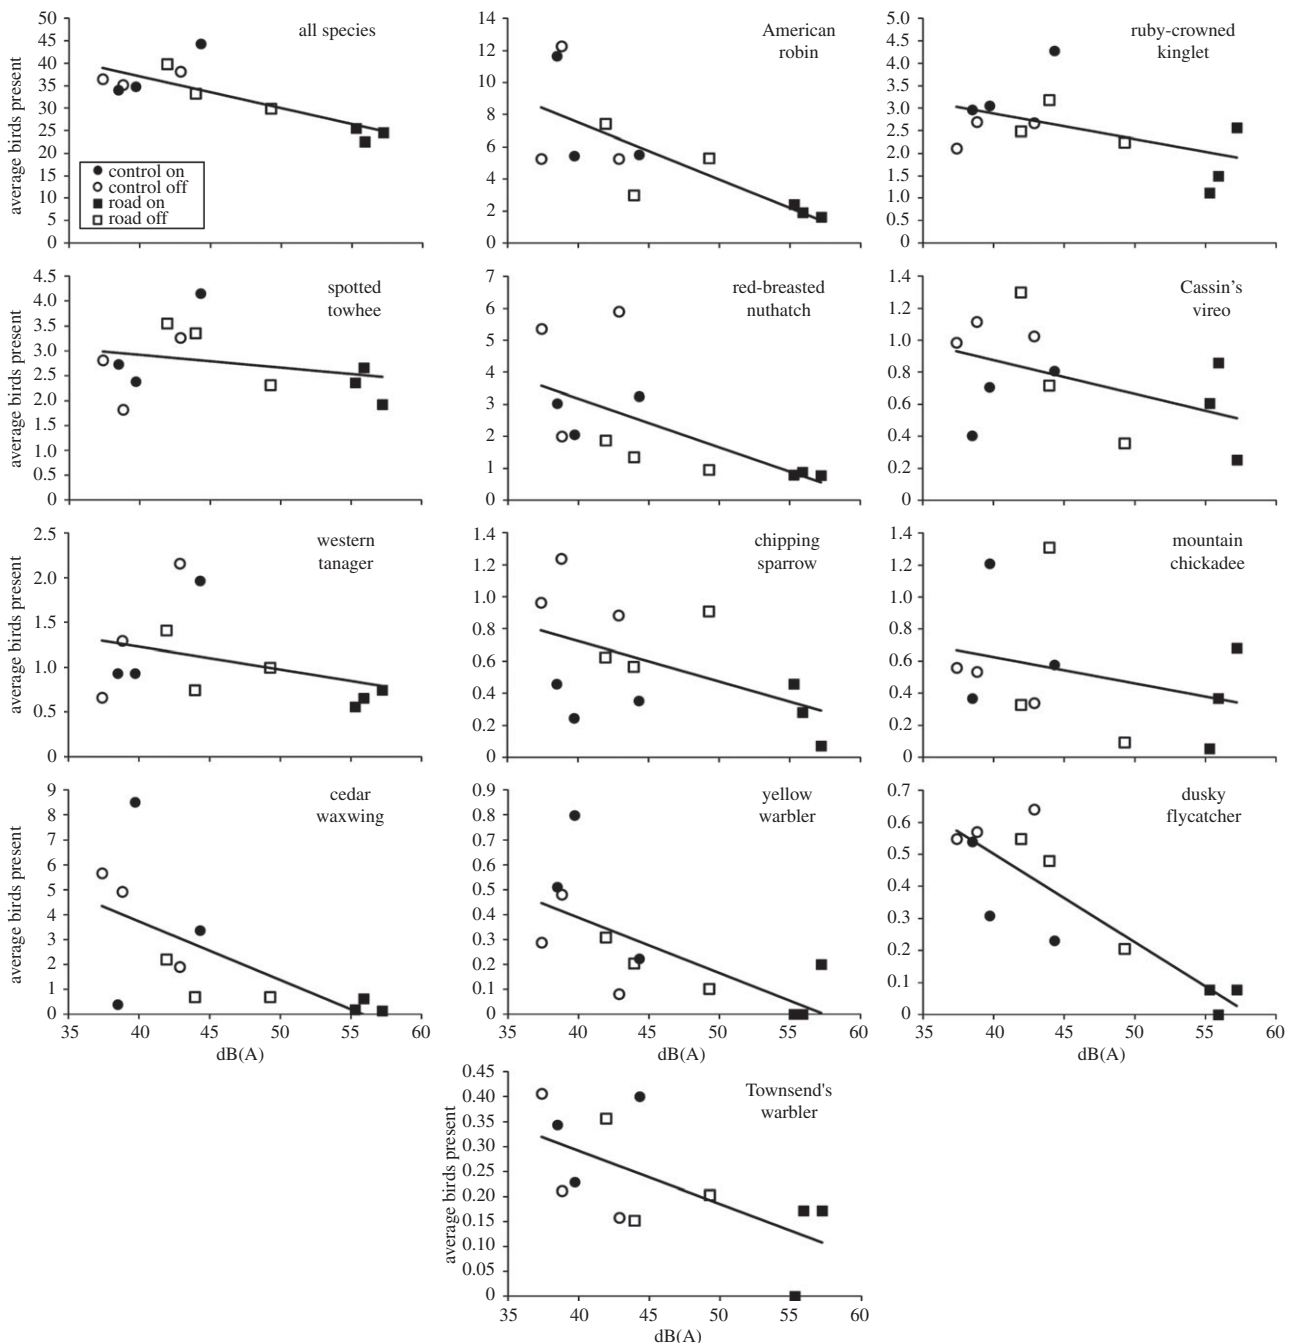 all species
average birds present
50
45
40
35
30
25
20
15
10
5
0
control on
control off
road on
road off
American
robin
14
12
10
8
6
4
2
0
ruby-crowned
kinglet
5.0
4.5
4.0
3.5
3.0
2.5
2.0
1.5
1.0
0.5
0
spotted
towhee
average birds present
4.5
4.0
3.5
3.0
2.5
2.0
1.5
1.0
0.5
0
red-breasted
nuthatch
7
6
5
4
3
2
1
0
Cassin's
vireo
1.4
1.2
1.0
0.8
0.6
0.4
0.2
0
western
tanager
average birds present
2.5
2.0
1.5
1.0
0.5
0
chipping
sparrow
1.4
1.2
1.0
0.8
0.6
0.4
0.2
0
mountain
chickadee
1.4
1.2
1.0
0.8
0.6
0.4
0.2
0
cedar
waxwing
average birds present
9
8
7
6
5
4
3
2
1
0
35 40 45 50 55 60
dB(A)
yellow
warbler
0.9
0.8
0.7
0.6
0.5
0.4
0.3
0.2
0.1
0
35 40 45 50 55 60
dB(A)
dusky
flycatcher
0.7
0.6
0.5
0.4
0.3
0.2
0.1
0
35 40 45 50 55 60
dB(A)
Townsend's
warbler
average birds present
0.45
0.40
0.35
0.30
0.25
0.20
0.15
0.10
0.05
0
35 40 45 50 55 60
dB(A)